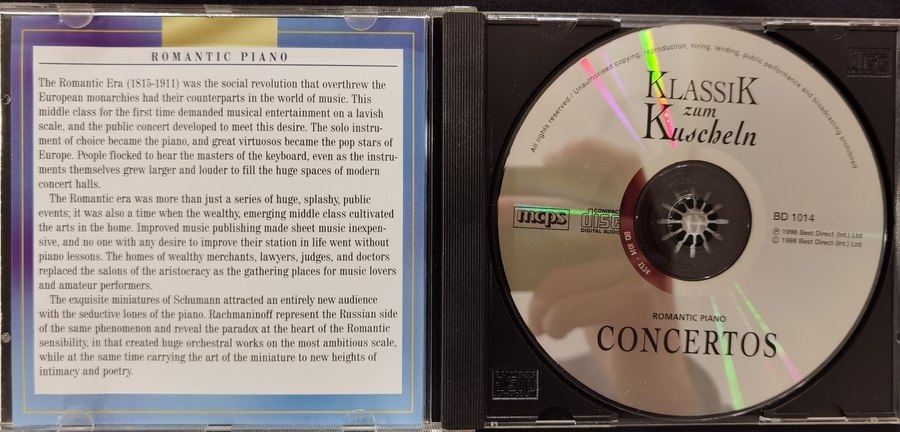 ROMANTIC PIANO
The Romantic Era (1815-1911) was the social revolution that overthrew the
European monarchies had their counterparts in the world of music. This
middle class for the first time demanded musical entertainment on a lavish
scale, and the public concert developed to meet this desire. The solo instru-
ment of choice became the piano, and great virtuosos became the pop stars of
Europe. People flocked to hear the masters of the keyboard, even as the instru-
ments themselves grew larger and louder to fill the huge spaces of modern
concert halls.
The Romantic era was more than just a series of huge, splashy, public
events; it was also a time when the wealthy, emerging middle class cultivated
the arts in the home. Improved music publishing made sheet music inexpen-
sive, and no one with any desire to improve their station in life went without
piano lessons. The homes of wealthy merchants, lawyers, judges, and doctors
replaced the salons of the aristocracy as the gathering places for music lovers
and amateur performers.
The exquisite miniatures of Schumann attracted an entirely new audience
with the seductive lones of the piano. Rachmaninoff represent the Russian side
of the same phenomenon and reveal the paradox at the heart of the Romantic
sensibility, in that created huge orchestral works on the most ambitious scale,
while at the same time carrying the art of the miniature to new heights of
intimacy and poetry.
All rights reserved / Unauthorised copying, reproduction, hiring, lending, public performance and broadcasting prohibited
KLASSIK
zum
Kuscheln
mcps
COMPACT
disc
DIGITAL AUDIO
BD 1014
℗ 1998 Best Direct (Int.) Ltd
© 1998 Best Direct (Int.) Ltd
ROMANTIC PIANO
CONCERTOS